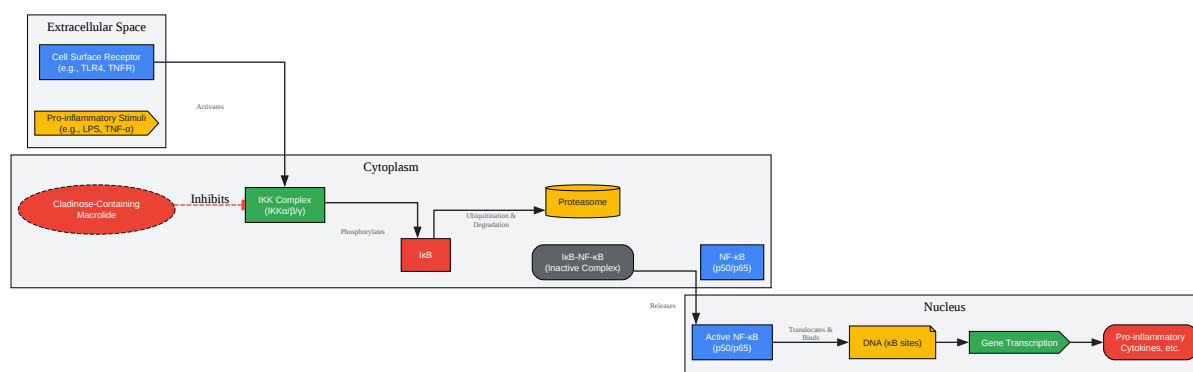 Extracellular Space
Cell Surface Receptor
(e.g., TLR4, TNFR)
Pro-inflammatory Stimuli
(e.g., LPS, TNF-α)
Activates
Cytoplasm
Cladinose-Containing
Macrolide
Inhibits
IKK Complex
(IKKα/β/γ)
Phosphorylates
IκB
Ubiquitination &
Degradation
Proteasome
IκB-NF-κB
(Inactive Complex)
NF-κB
(p50/p65)
Releases
Nucleus
Active NF-κB
(p50/p65)
Translocates &
Binds
DNA (κB sites)
Gene Transcription
Pro-inflammatory
Cytokines, etc.